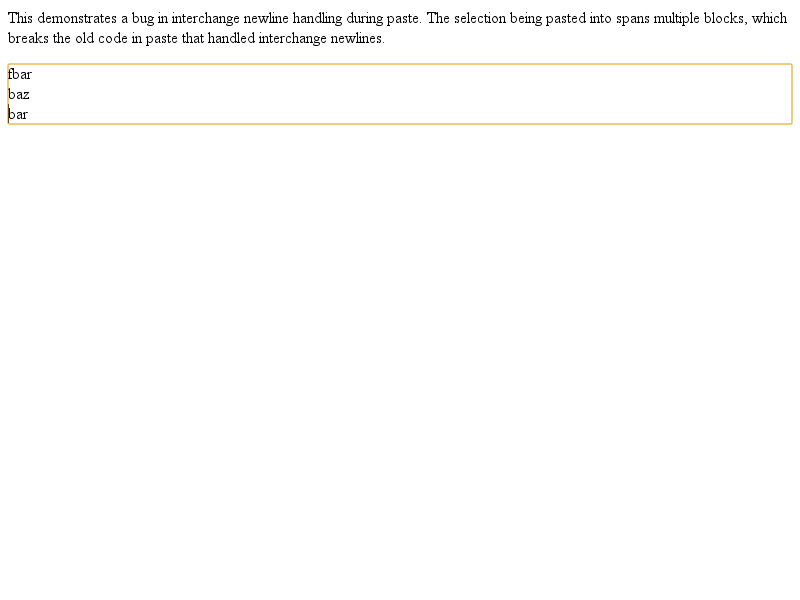 This demonstrates a bug in interchange newline handling during paste. The selection being pasted into spans multiple blocks, which
breaks the old code in paste that handled interchange newlines.
fbar
baz
bar